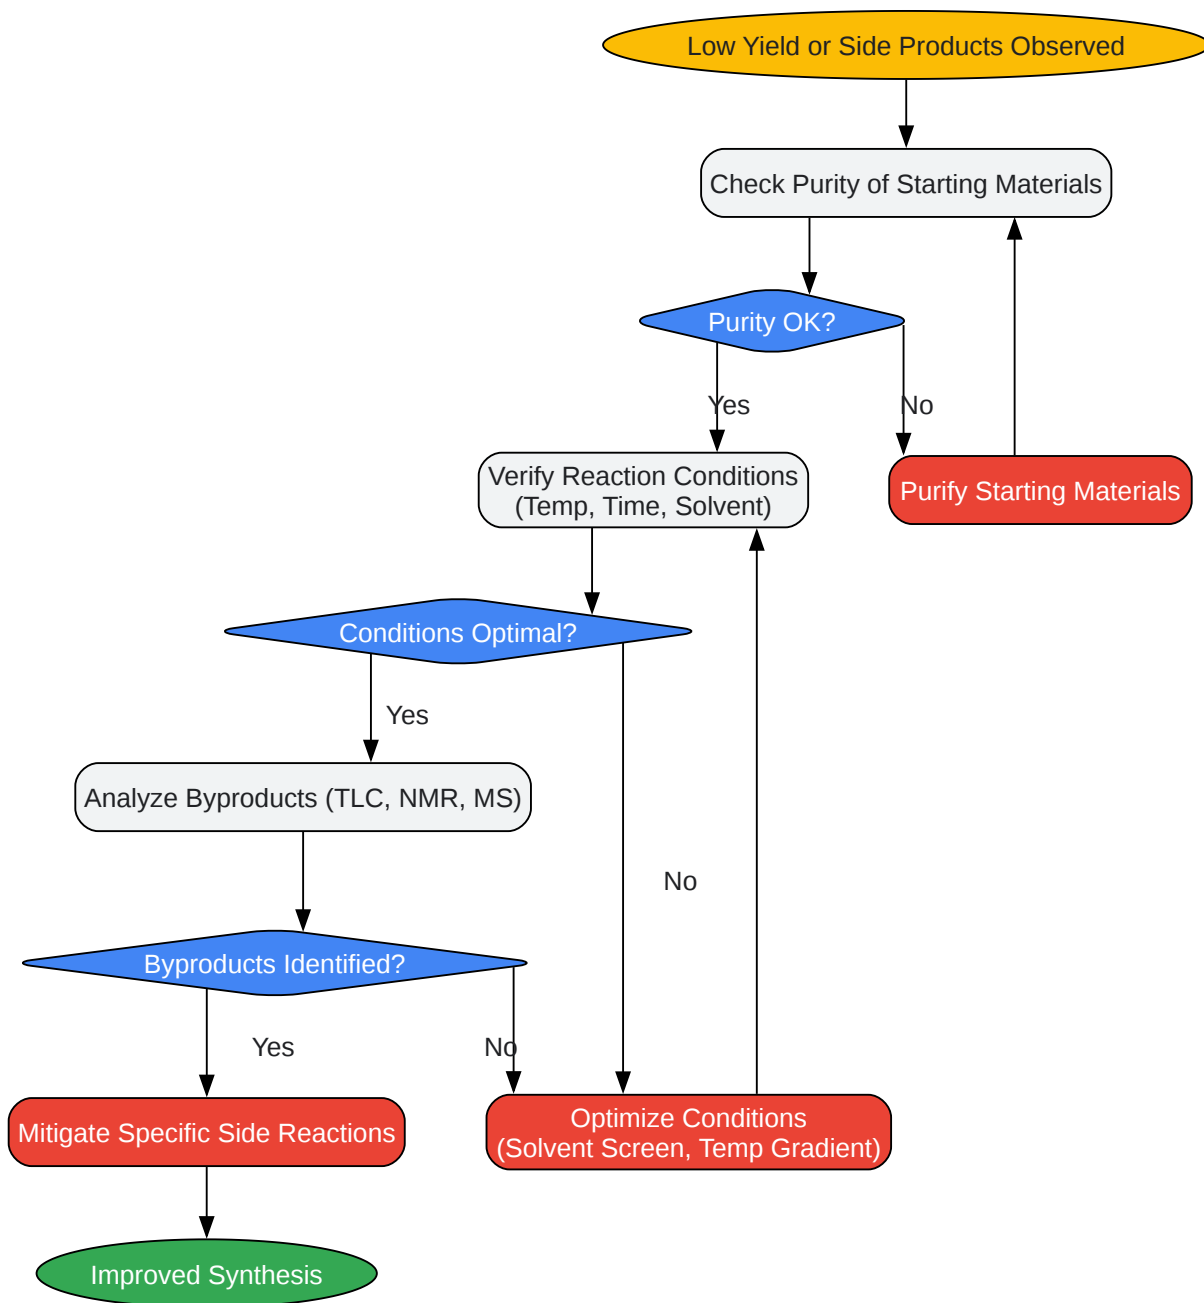 Low Yield or Side Products Observed
Check Purity of Starting Materials
Purity OK?
Yes
No
Verify Reaction Conditions
(Temp, Time, Solvent)
Purify Starting Materials
Conditions Optimal?
Yes
Analyze Byproducts (TLC, NMR, MS)
No
Byproducts Identified?
Yes
No
Mitigate Specific Side Reactions
Optimize Conditions
(Solvent Screen, Temp Gradient)
Improved Synthesis